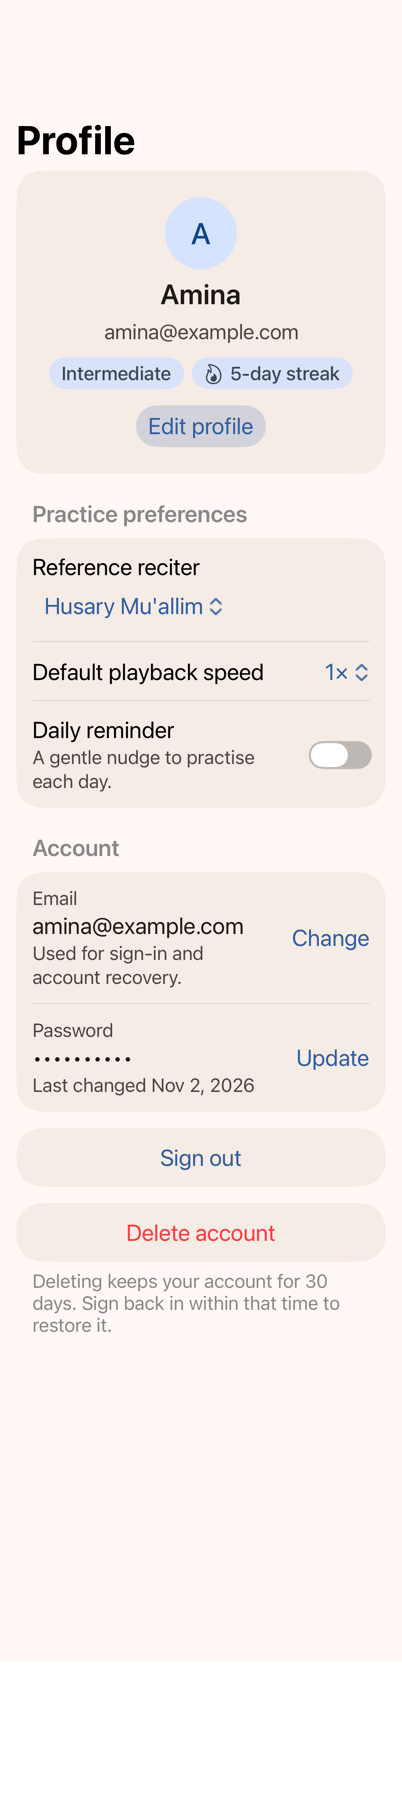 Profile
A
Amina
amina@example.com
Intermediate
5-day streak
Edit profile
Practice preferences
Reference reciter
Husary Mu'allim
Default playback speed
1×
Daily reminder
A gentle nudge to practise
each day.
Account
Email
amina@example.com
Used for sign-in and
account recovery.
Change
Password
••••••••••
Last changed Nov 2, 2026
Update
Sign out
Delete account
Deleting keeps your account for 30
days. Sign back in within that time to
restore it.